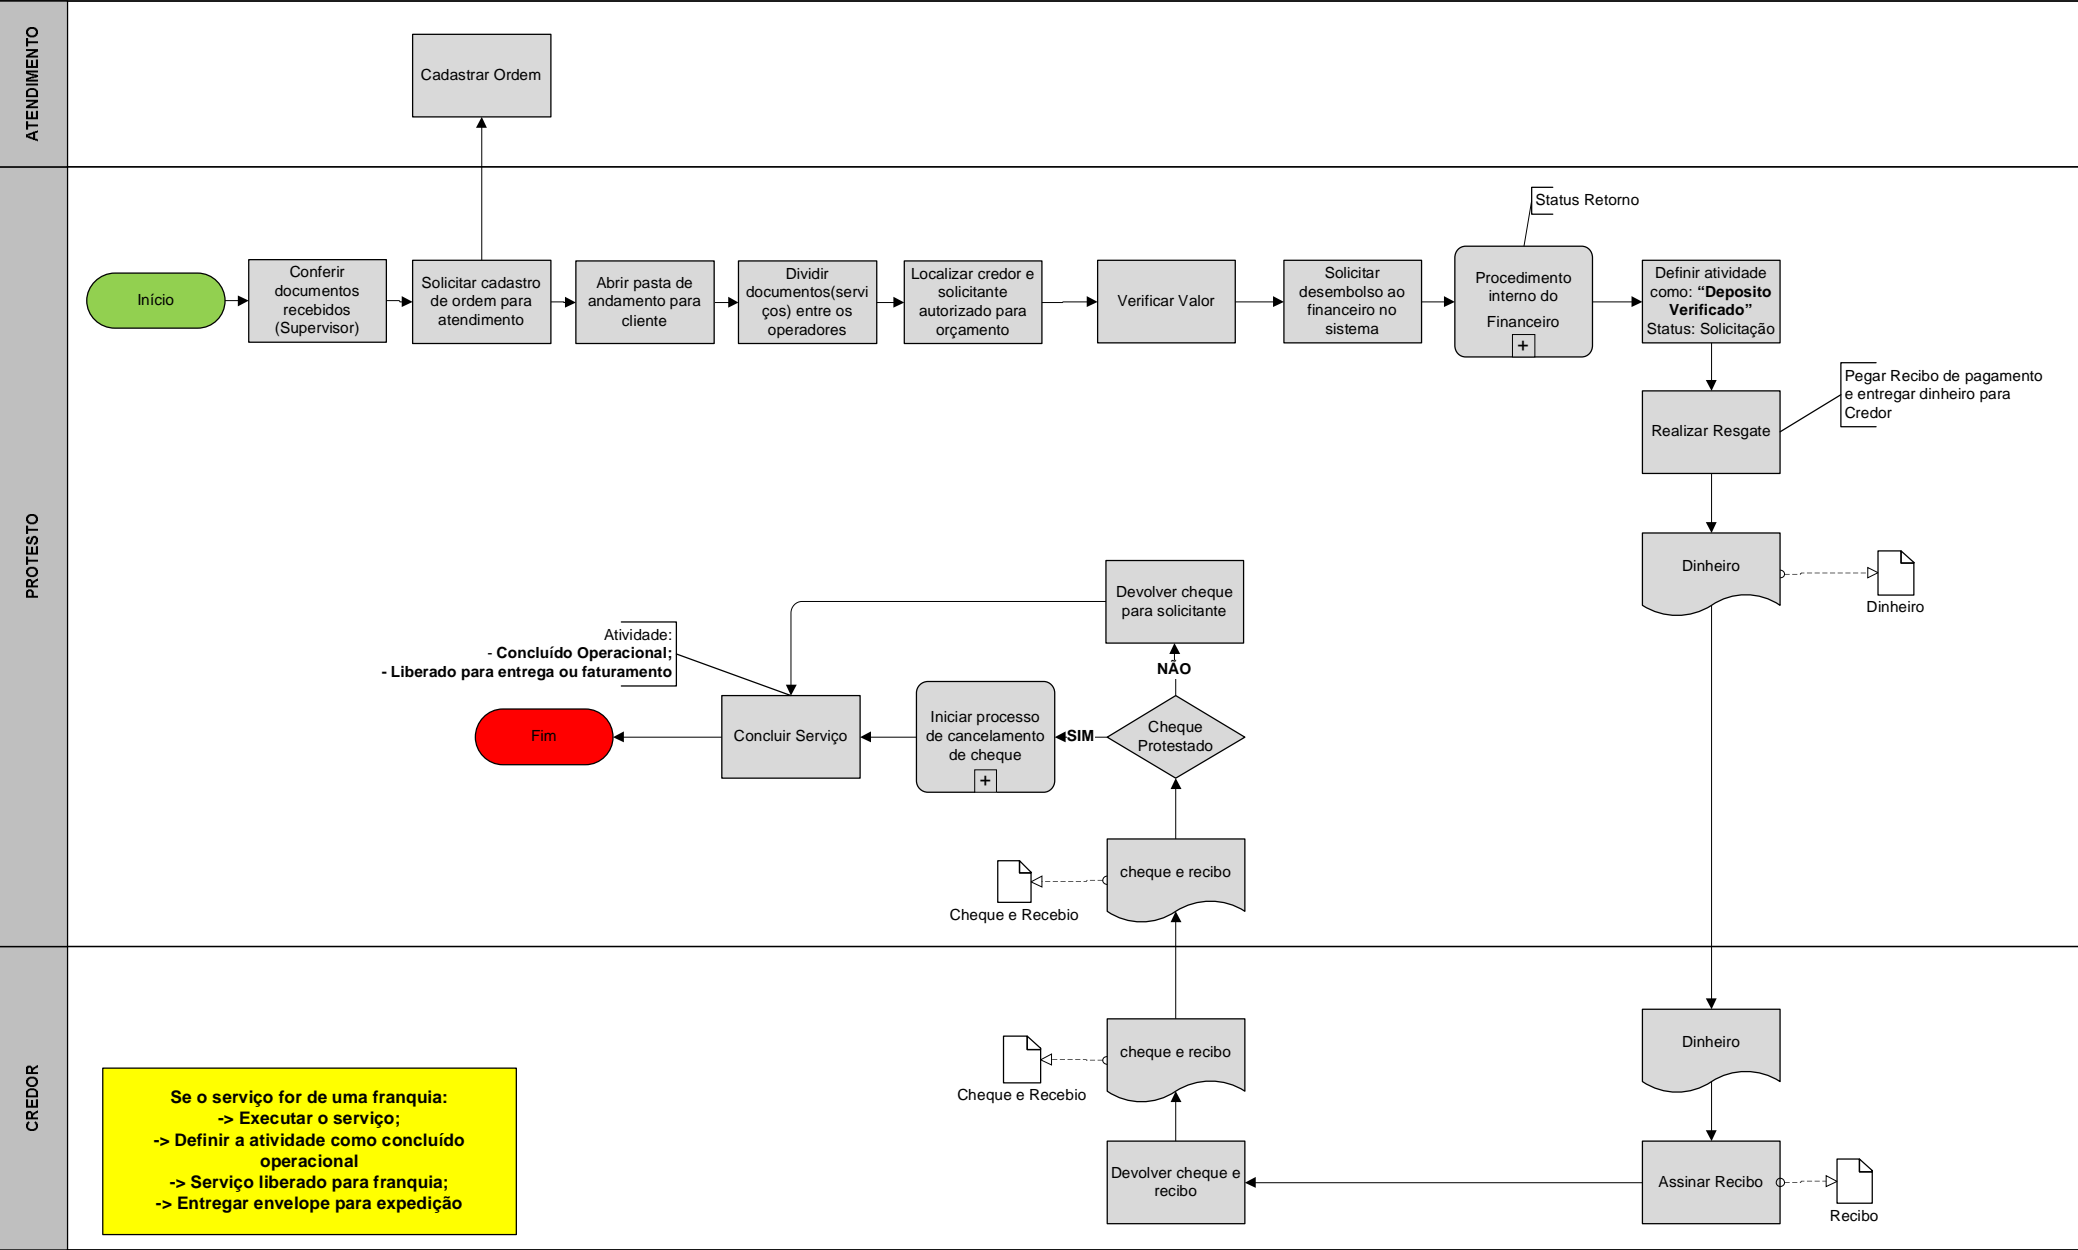 ATENDIMENTO
Cadastrar Ordem
PROTESTO
Status Retorno
Início
Conferir
documentos
recebidos
(Supervisor)
Solicitar cadastro
de ordem para
atendimento
Abrir pasta de
andamento para
cliente
Dividir
documentos(servi
ços) entre os
operadores
Localizar credor e
solicitante
autorizado para
orçamento
Verificar Valor
Solicitar
desembolso ao
financeiro no
sistema
Procedimento
interno do
Financeiro
Definir atividade
como: “Deposito
Verificado”
Status: Solicitação
Pegar Recibo de pagamento
e entregar dinheiro para
Credor
Realizar Resgate
Dinheiro
Dinheiro
Devolver cheque
para solicitante
Atividade:
- Concluído Operacional;
- Liberado para entrega ou faturamento
NÃO
Fim
Concluir Serviço
Iniciar processo
de cancelamento
de cheque
SIM
Cheque
Protestado
cheque e recibo
Cheque e Recebio
CREDOR
cheque e recibo
Cheque e Recebio
Dinheiro
Devolver cheque e
recibo
Assinar Recibo
Recibo
Se o serviço for de uma franquia:
-> Executar o serviço;
-> Definir a atividade como concluído
operacional
-> Serviço liberado para franquia;
-> Entregar envelope para expedição